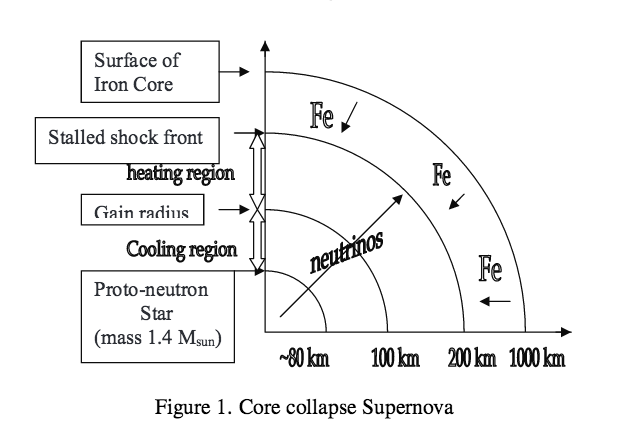 Surface of
Iron Core
Fe
Stalled shock front
heating region
Fe
Gain radius
Cooling region
neutrinos
Fe
Proto-neutron
Star
(mass 1.4 Msun)
~80 km 100 km 200 km 1000 km
Figure 1. Core collapse Supernova